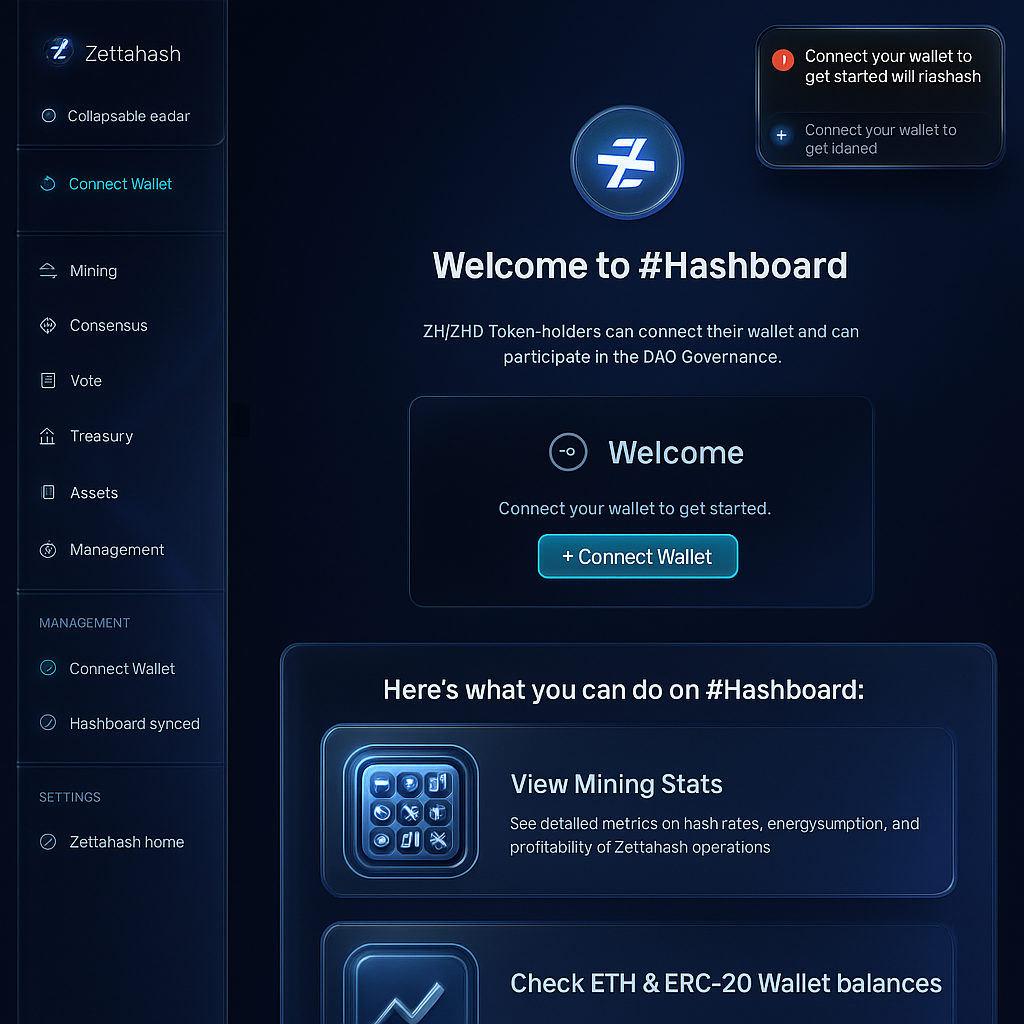 Zettahash
Collapsable eadar
Connect Wallet
Mining
Consensus
Vote
Treasury
Assets
Management
MANAGEMENT
Connect Wallet
Hashboard synced
SETTINGS
Zettahash home
Connect your wallet to
get started will riashash
+ Connect your wallet to
get idaned
Welcome to #Hashboard
ZH/ZHD Token-holders can connect their wallet and can
participate in the DAO Governance.
Welcome
Connect your wallet to get started.
+ Connect Wallet
Here's what you can do on #Hashboard:
View Mining Stats
See detailed metrics on hash rates, energysumption, and
profitability of Zettahash operations
Check ETH & ERC-20 Wallet balances